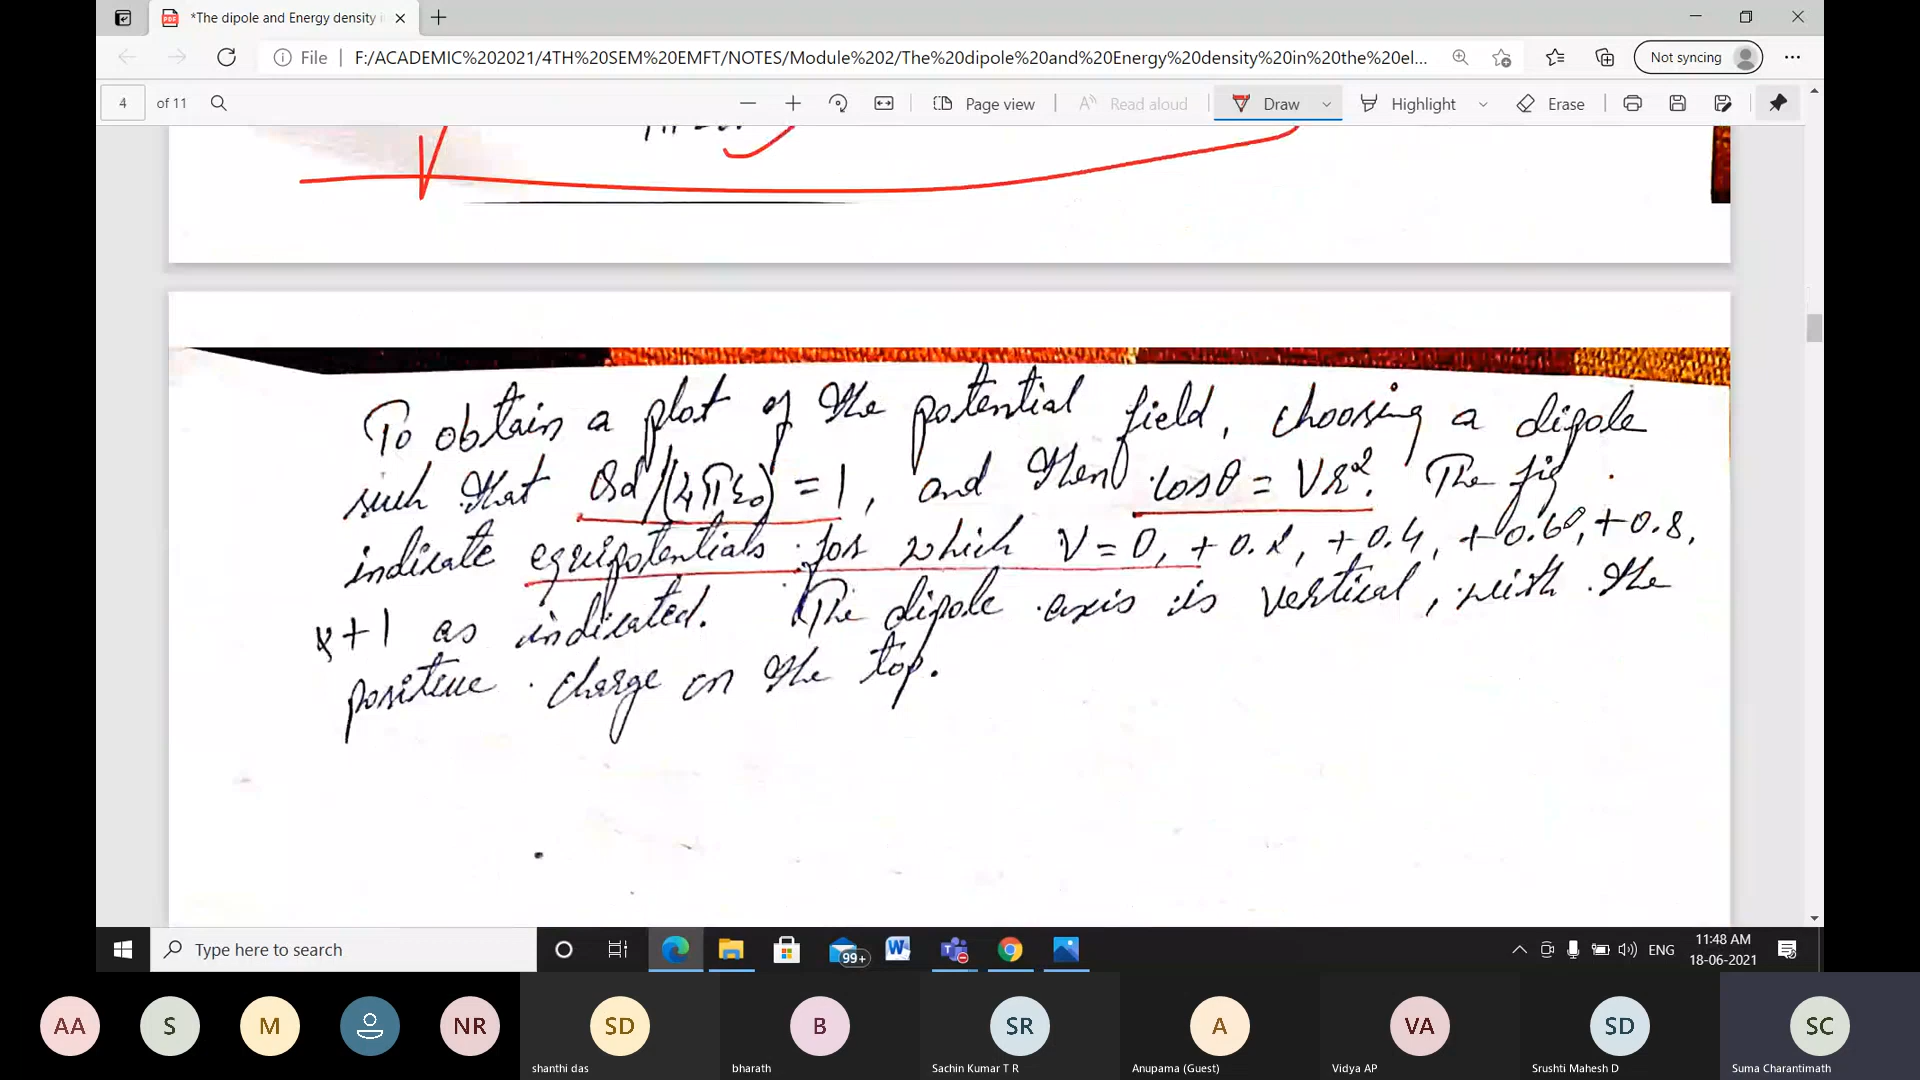 *The dipole and Energy density i
File F:/ACADEMIC%202021/4TH%20SEM%20EMFT/NOTES/Module%202/The%20dipole%20and%20Energy%20density%20in%20the%20el...
Not syncing
4 of 11
Page view
Read aloud
Draw
Highlight
Erase
To obtain a plot of the potential field, choosing a dipole
such that Qd/(4πε₀) = 1, and then cosθ = Vr². The fig
indicate equipotentials for which V = 0, +0.2, +0.4, +0.6, +0.8,
& +1 as indicated. The dipole axis is vertical, with the
positive charge on the top.
Type here to search
99+
ENG
11:48 AM
18-06-2021
AA S M NR SD B SR A VA SD SC
shanthi das bharath Sachin Kumar T R Anupama (Guest) Vidya AP Srushti Mahesh D Suma Charantimath